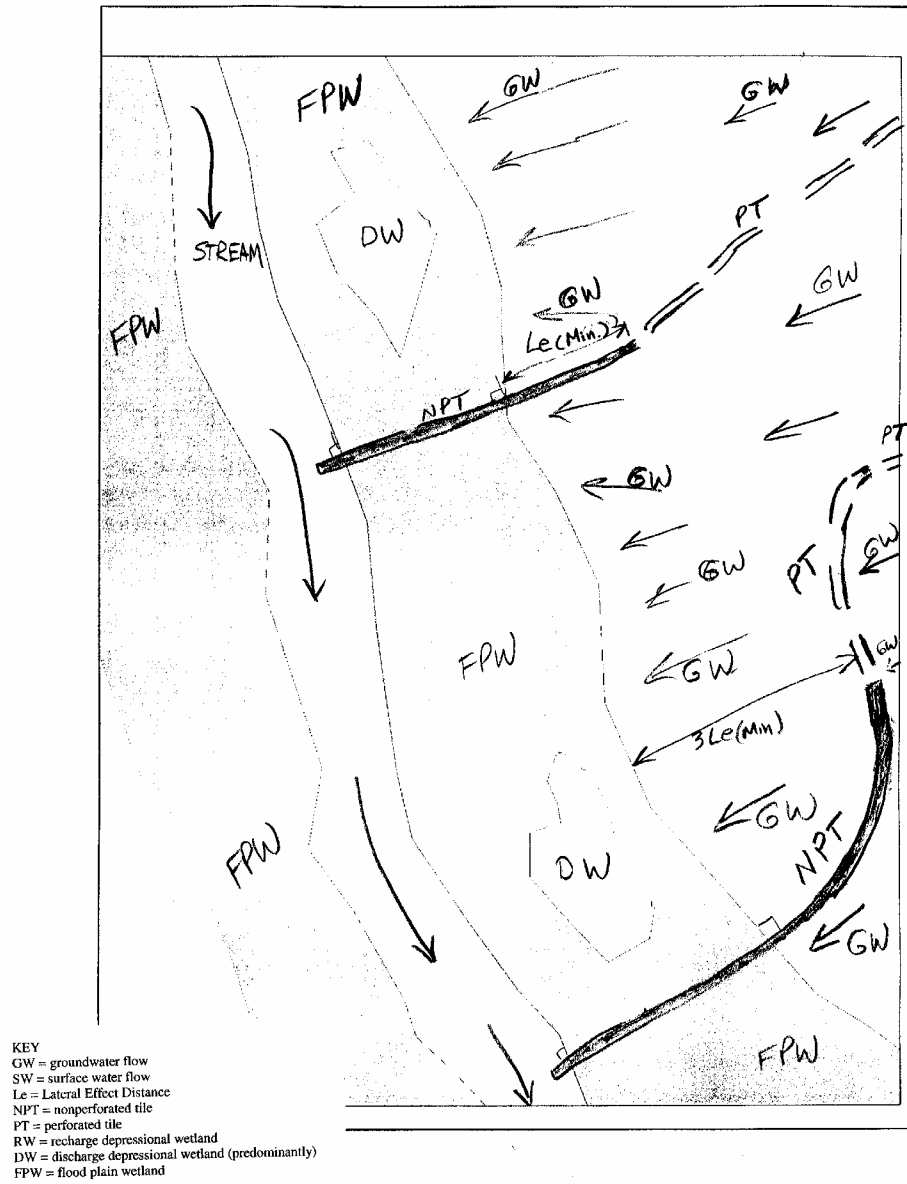 FPW
GW
GW
PT
DW
STREAM
GW
FPW
GW
Le (Min.)
NPT
PT
GW
GW
PT
GW
FPW
GW
GW
3Le (Min)
GW
NPT
FPW
DW
GW
FPW
KEY
GW = groundwater flow
SW = surface water flow
Le = Lateral Effect Distance
NPT = nonperforated tile
PT = perforated tile
RW = recharge depressional wetland
DW = discharge depressional wetland (predominantly)
FPW = flood plain wetland